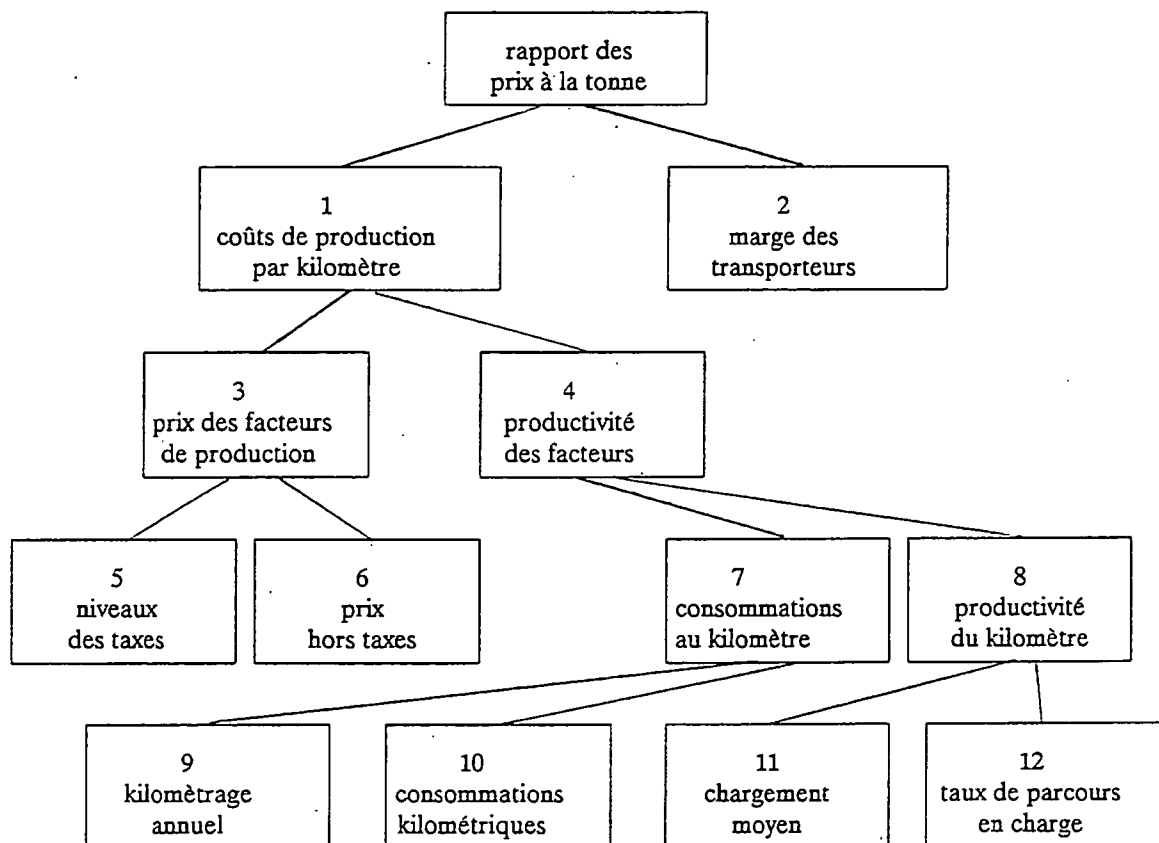 rapport des
prix à la tonne
1
coûts de production
par kilomètre
2
marge des
transporteurs
3
prix des facteurs
de production
4
productivité
des facteurs
5
niveaux
des taxes
6
prix
hors taxes
7
consommations
au kilomètre
8
productivité
du kilomètre
9
kilomètrage
annuel
10
consommations
kilométriques
11
chargement
moyen
12
taux de parcours
en charge